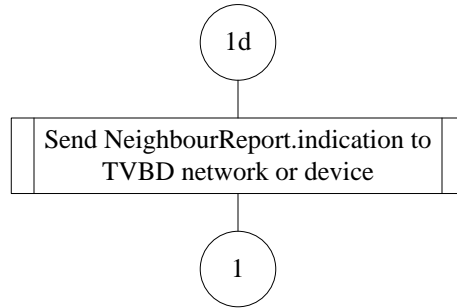 1d
Send NeighbourReport.indication to
TVBD network or device
1